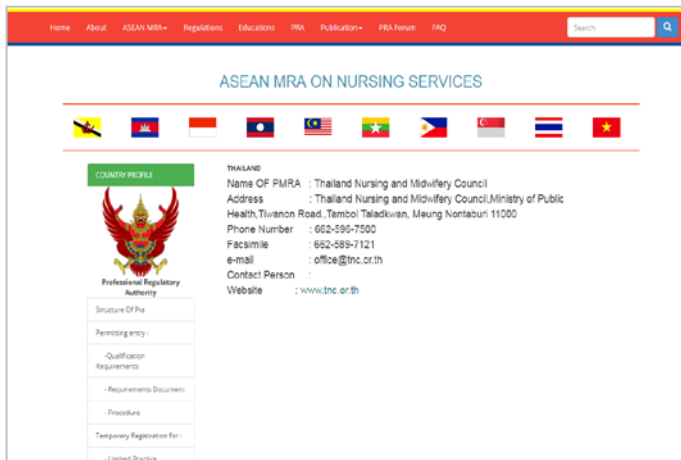 Home About ASEAN MRA Regulations Educations PRA Publication PRA Forum FAQ Search
ASEAN MRA ON NURSING SERVICES
COUNTRY PROFILE
Professional Regulatory
Authority
Structure Of Pra
Permitting entry :
-Qualification
Requirements
- Requirements Document
- Procedure
Temporary Registration for :
- Limited Practice
THAILAND
Name OF PMRA : Thailand Nursing and Midwifery Council
Address : Thailand Nursing and Midwifery Council,Ministry of Public
Health,Tiwanon Road.,Tambol Taladkwan, Meung Nontaburi 11000
Phone Number : 662-596-7500
Facsimile : 662-589-7121
e-mail : office@tnc.or.th
Contact Person :
Website : www.tnc.or.th